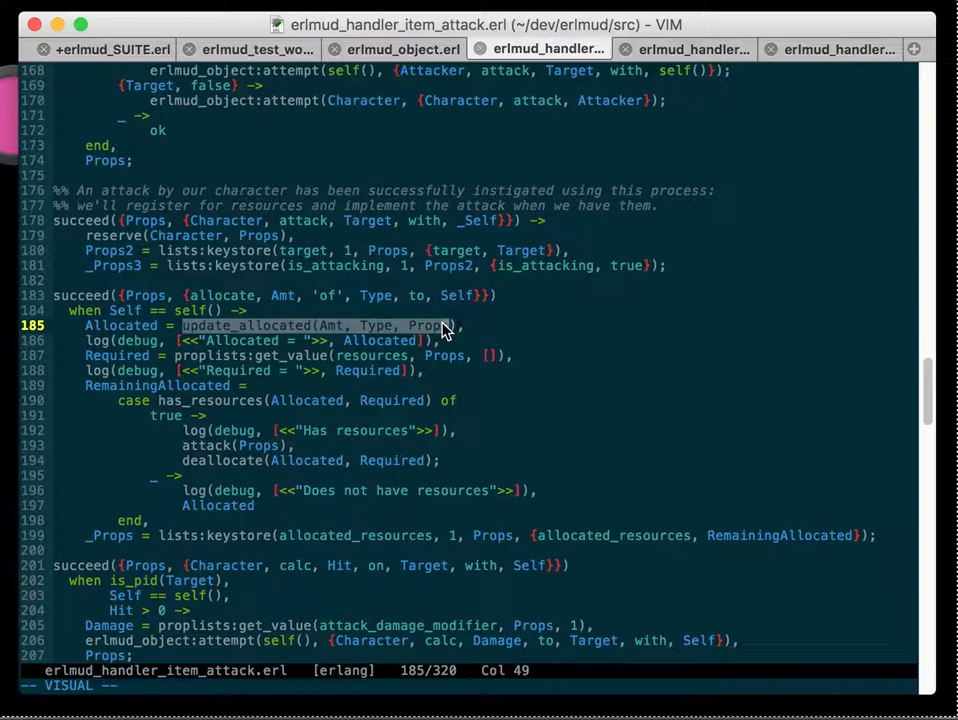 erlmud_handler_item_attack.erl (~/dev/erlmud/src) - VIM
+erlmud_SUITE.erl erlmud_test_wo... erlmud_object.erl erlmud_handler... erlmud_handler... erlmud_handler...
168 erlmud_object:attempt(self(), {Attacker, attack, Target, with, self()});
169 {Target, false} ->
170 erlmud_object:attempt(Character, {Character, attack, Attacker});
171 _ ->
172 ok
173 end,
174 Props;
175
176 %% An attack by our character has been successfully instigated using this process:
177 %% we'll register for resources and implement the attack when we have them.
178 succeed({Props, {Character, attack, Target, with, _Self}}) ->
179 reserve(Character, Props),
180 Props2 = lists:keystore(target, 1, Props, {target, Target}),
181 _Props3 = lists:keystore(is_attacking, 1, Props2, {is_attacking, true});
182
183 succeed({Props, {allocate, Amt, 'of', Type, to, Self}})
184 when Self == self() ->
185 Allocated = update_allocated(Amt, Type, Props),
186 log(debug, [<<"Allocated = ">>, Allocated]),
187 Required = proplists:get_value(resources, Props, []),
188 log(debug, [<<"Required = ">>, Required]),
189 RemainingAllocated =
190 case has_resources(Allocated, Required) of
191 true ->
192 log(debug, [<<"Has resources">>]),
193 attack(Props),
194 deallocate(Allocated, Required);
195 _ ->
196 log(debug, [<<"Does not have resources">>]),
197 Allocated
198 end,
199 _Props = lists:keystore(allocated_resources, 1, Props, {allocated_resources, RemainingAllocated});
200
201 succeed({Props, {Character, calc, Hit, on, Target, with, Self}})
202 when is_pid(Target),
203 Self == self(),
204 Hit > 0 ->
205 Damage = proplists:get_value(attack_damage_modifier, Props, 1),
206 erlmud_object:attempt(self(), {Character, calc, Damage, to, Target, with, Self}),
207 Props;
erlmud_handler_item_attack.erl [erlang] 185/320 Col 49
-- VISUAL --